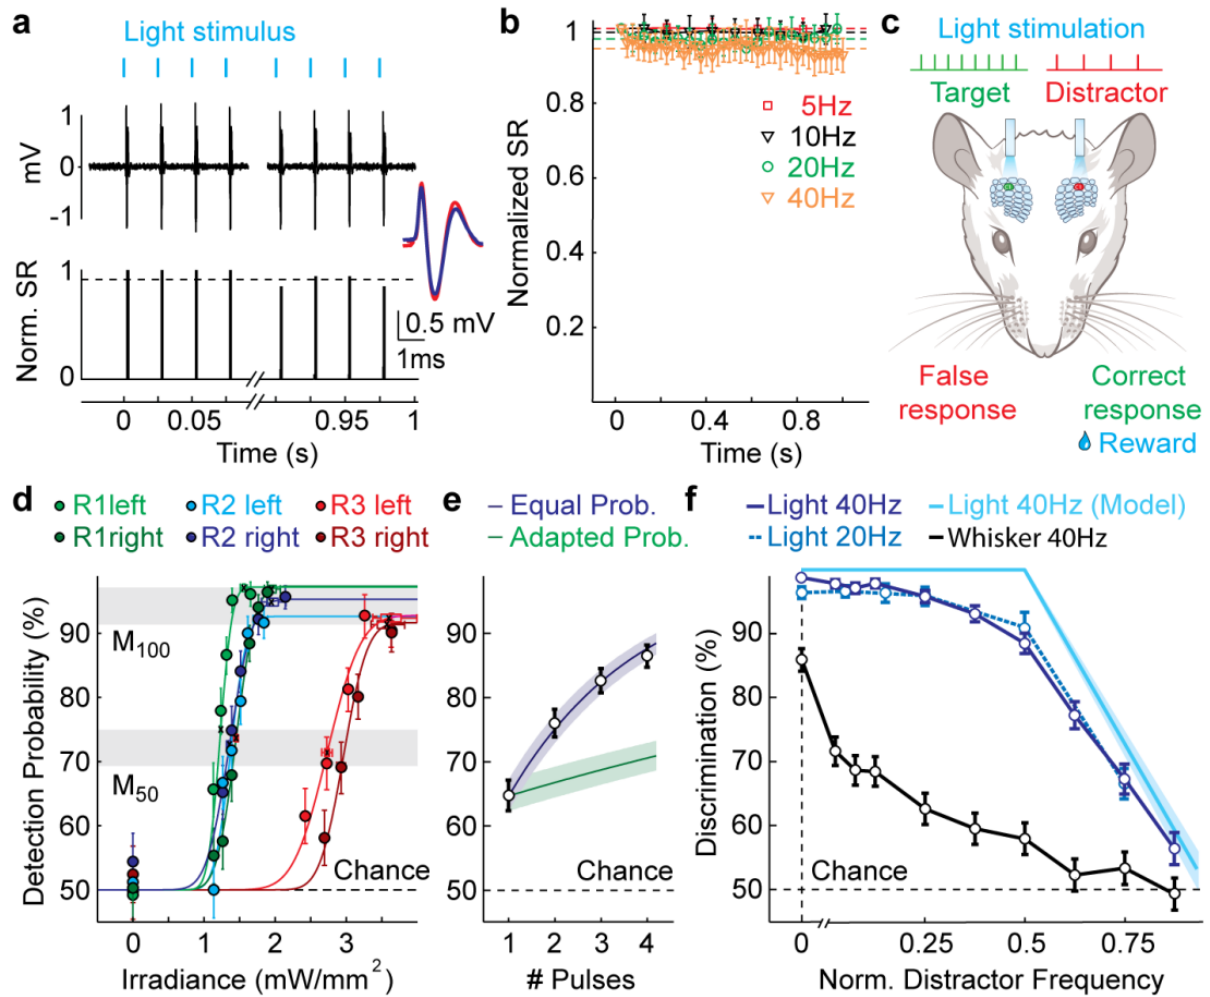 a
Light stimulus
1
0
-1
mV
0.5 mV
1ms
1
0
Norm. SR
0
0.05
0.95
1
Time (s)
b
1
0.8
0.6
0.4
0.2
Normalized SR
5Hz
10Hz
20Hz
40Hz
0
0.4
0.8
Time (s)
c
Light stimulation
Target
Distractor
False
response
Correct
response
Reward
d
R1left
R2 left
R3 left
R1right
R2 right
R3 right
Detection Probability (%)
90
80
70
60
50
M100
M50
Chance
0
1
2
3
Irradiance (mW/mm²)
e
Equal Prob.
Adapted Prob.
90
80
70
60
50
Chance
1
2
3
4
# Pulses
f
Light 40Hz
Light 40Hz (Model)
Light 20Hz
Whisker 40Hz
Discrimination (%)
90
80
70
60
50
Chance
0
0.25
0.5
0.75
Norm. Distractor Frequency